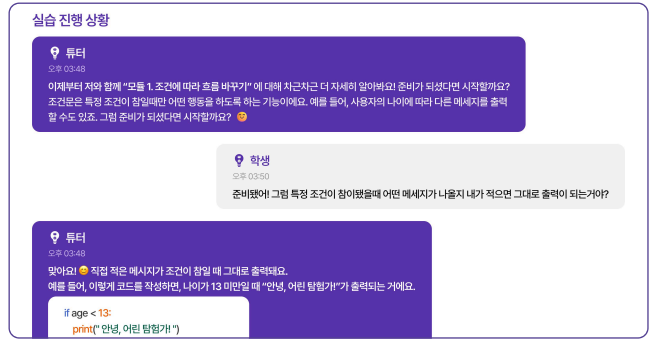 실습 진행 상황
튜터
오후 03:48
이제부터 저와 함께 “모듈 1. 조건에 따라 흐름 바꾸기” 에 대해 차근차근 더 자세히 알아봐요! 준비가 되셨다면 시작할까요?
조건문은 특정 조건이 참일때만 어떤 행동을 하도록 하는 기능이에요. 예를 들어, 사용자의 나이에 따라 다른 메세지를 출력
할 수도 있죠. 그럼 준비가 되셨다면 시작할까요? 😊
학생
오후 03:50
준비됐어! 그럼 특정 조건이 참이됐을때 어떤 메세지가 나올지 내가 적으면 그대로 출력이 되는거야?
튜터
오후 03:48
맞아요! 😊 직접 적은 메시지가 조건이 참일 때 그대로 출력돼요.
예를 들어, 이렇게 코드를 작성하면, 나이가 13 미만일 때 “안녕, 어린 탐험가!”가 출력되는 거에요.
if age < 13:
print(" 안녕, 어린 탐험가! ")